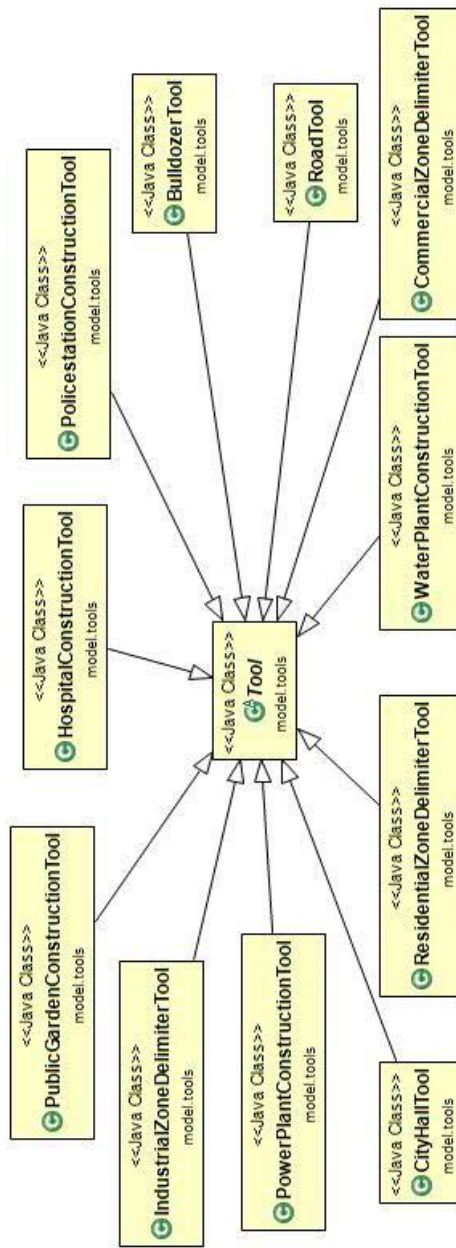 <<Java Class>>
PublicGardenConstructionTool
model.tools
<<Java Class>>
HospitalConstructionTool
model.tools
<<Java Class>>
PolicestationConstructionTool
model.tools
<<Java Class>>
IndustrialZoneDelimiterTool
model.tools
<<Java Class>>
BulldozerTool
model.tools
<<Java Class>>
Tool
model.tools
<<Java Class>>
PowerPlantConstructionTool
model.tools
<<Java Class>>
RoadTool
model.tools
<<Java Class>>
CityHallTool
model.tools
<<Java Class>>
ResidentialZoneDelimiterTool
model.tools
<<Java Class>>
WaterPlantConstructionTool
model.tools
<<Java Class>>
CommercialZoneDelimiterTool
model.tools